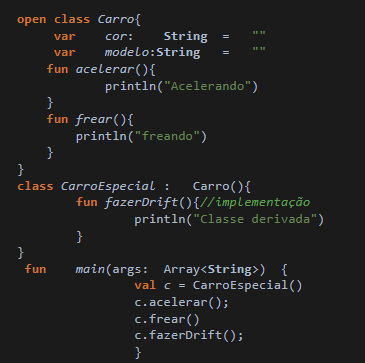 open class Carro{
var cor: String = ""
var modelo:String = ""
fun acelerar(){
println("Acelerando")
}
fun frear(){
println("freando")
}
}
class CarroEspecial : Carro(){
fun fazerDrift(){//implementação
println("Classe derivada")
}
}
fun main(args: Array<String>) {
val c = CarroEspecial()
c.acelerar();
c.frear()
c.fazerDrift();
}